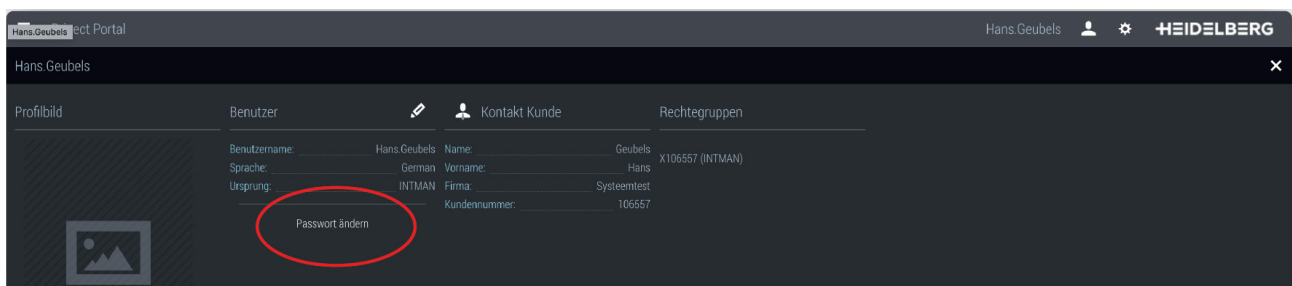 Hans.Geubels ect Portal Hans.Geubels HEIDELBERG
Hans.Geubels
Profilbild Benutzer Kontakt Kunde Rechtegruppen
Benutzername: Hans.Geubels Name: Geubels
X106557 (INTMAN)
Sprache: German Vorname: Hans
Ursprung: INTMAN Firma: Systeemtest
Kundennummer: 106557
Passwort ändern